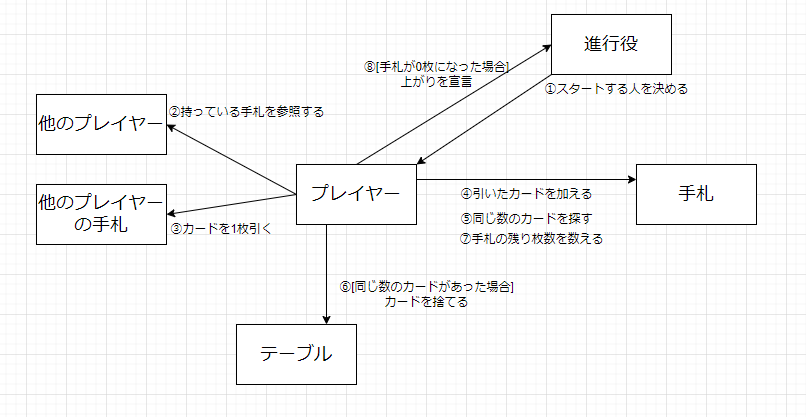 進行役
⑧[手札が0枚になった場合]
上がりを宣言
①スタートする人を決める
他のプレイヤー
②持っている手札を参照する
他のプレイヤー
の手札
③カードを1枚引く
プレイヤー
④引いたカードを加える
⑤同じ数のカードを探す
⑦手札の残り枚数を数える
手札
⑥[同じ数のカードがあった場合]
カードを捨てる
テーブル